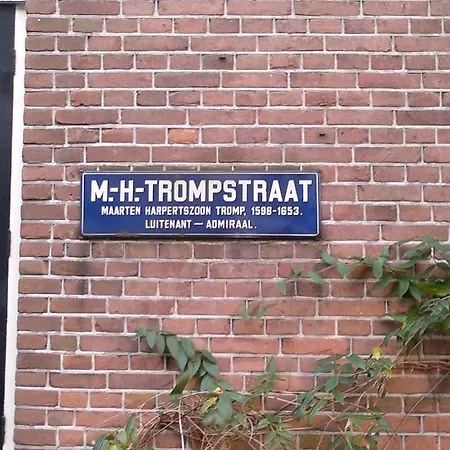 M.-H.-TROMPSTRAAT
MAARTEN HARPERTSZOON TROMP, 1598-1653.
LUITENANT — ADMIRAAL.